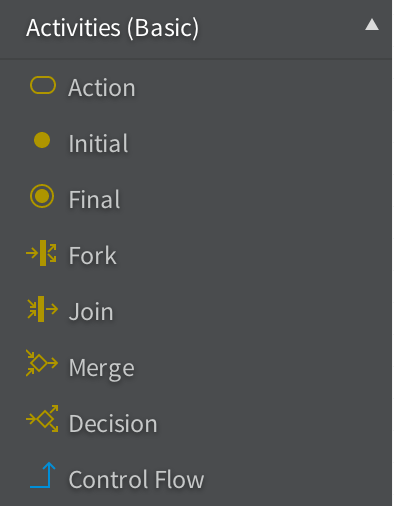 Activities (Basic)
Action
Initial
Final
Fork
Join
Merge
Decision
Control Flow